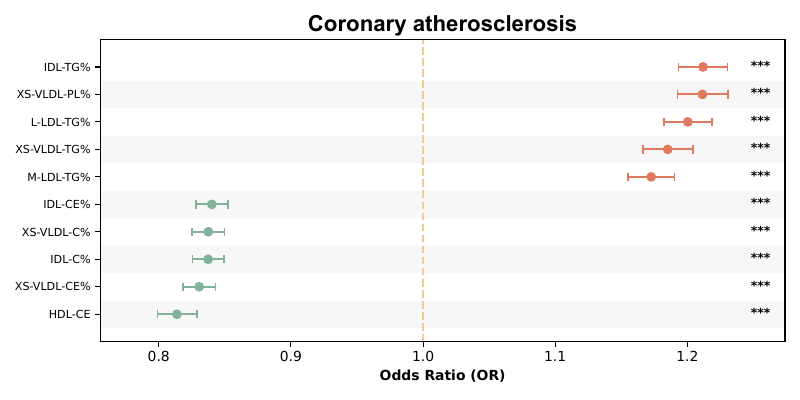 Coronary atherosclerosis
IDL-TG% ***
XS-VLDL-PL% ***
L-LDL-TG% ***
XS-VLDL-TG% ***
M-LDL-TG% ***
IDL-CE% ***
XS-VLDL-C% ***
IDL-C% ***
XS-VLDL-CE% ***
HDL-CE ***
0.8 0.9 1.0 1.1 1.2
Odds Ratio (OR)